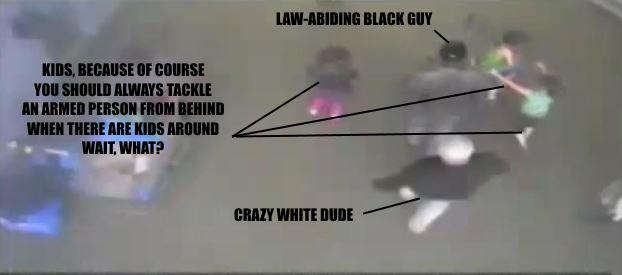 LAW-ABIDING BLACK GUY
KIDS, BECAUSE OF COURSE
YOU SHOULD ALWAYS TACKLE
AN ARMED PERSON FROM BEHIND
WHEN THERE ARE KIDS AROUND
WAIT, WHAT?
CRAZY WHITE DUDE